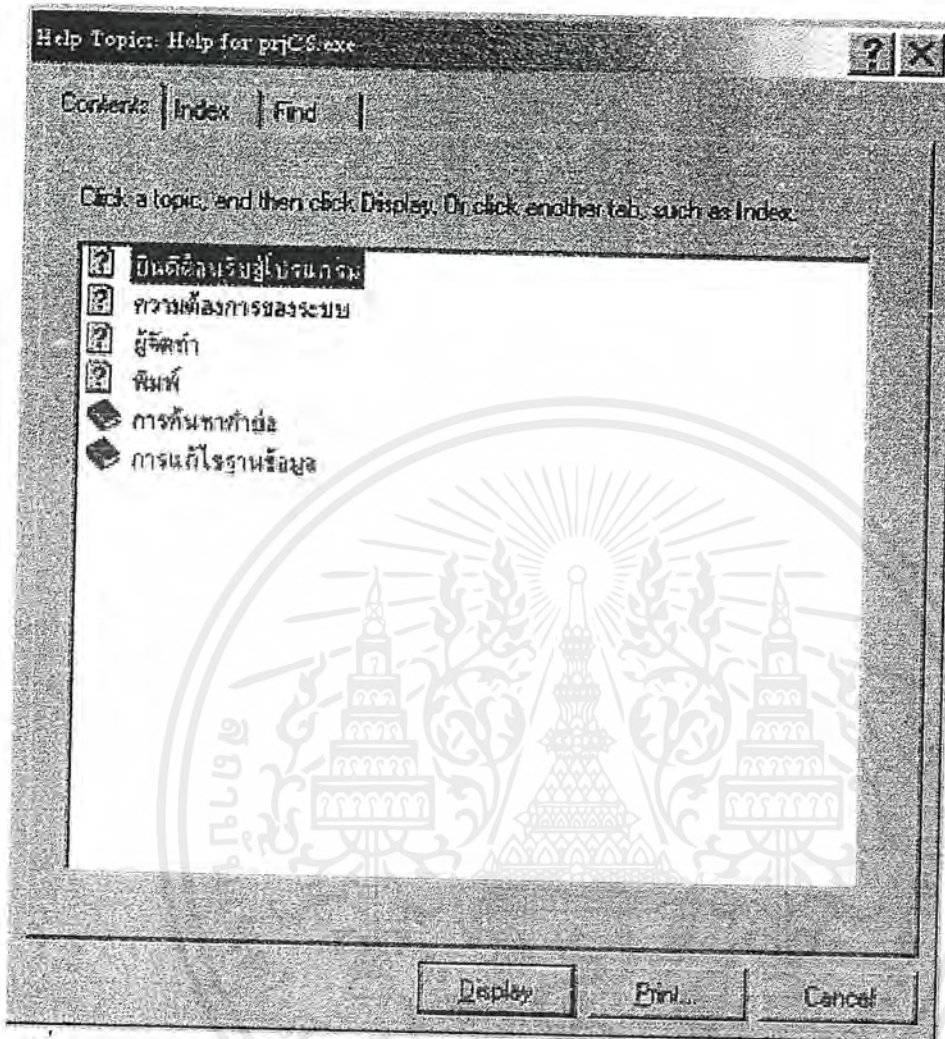 Help Topics: Help for prjCS.exe
Contents Index Find
Click a topic, and then click Display. Or click another tab, such as Index.
ยินดีต้อนรับสู่โปรแกรม
ความต้องการของระบบ
ผู้จัดทำ
พิมพ์
การค้นหาคำย่อ
การแก้ไขฐานข้อมูล
Display Print... Cancel